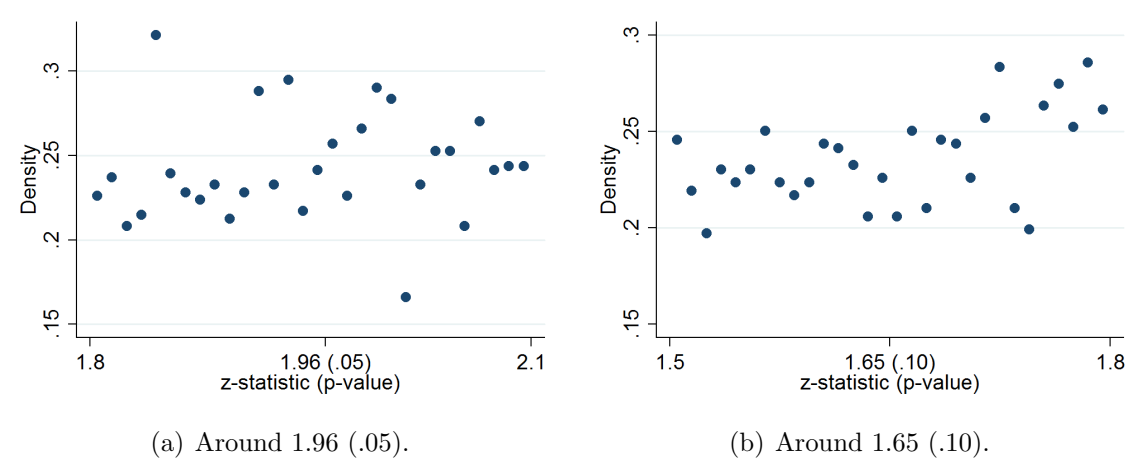 .3
.25
.2
.15
Density
1.8
1.96 (.05)
2.1
z-statistic (p-value)
(a) Around 1.96 (.05).
.3
.25
.2
.15
Density
1.5
1.65 (.10)
1.8
z-statistic (p-value)
(b) Around 1.65 (.10).